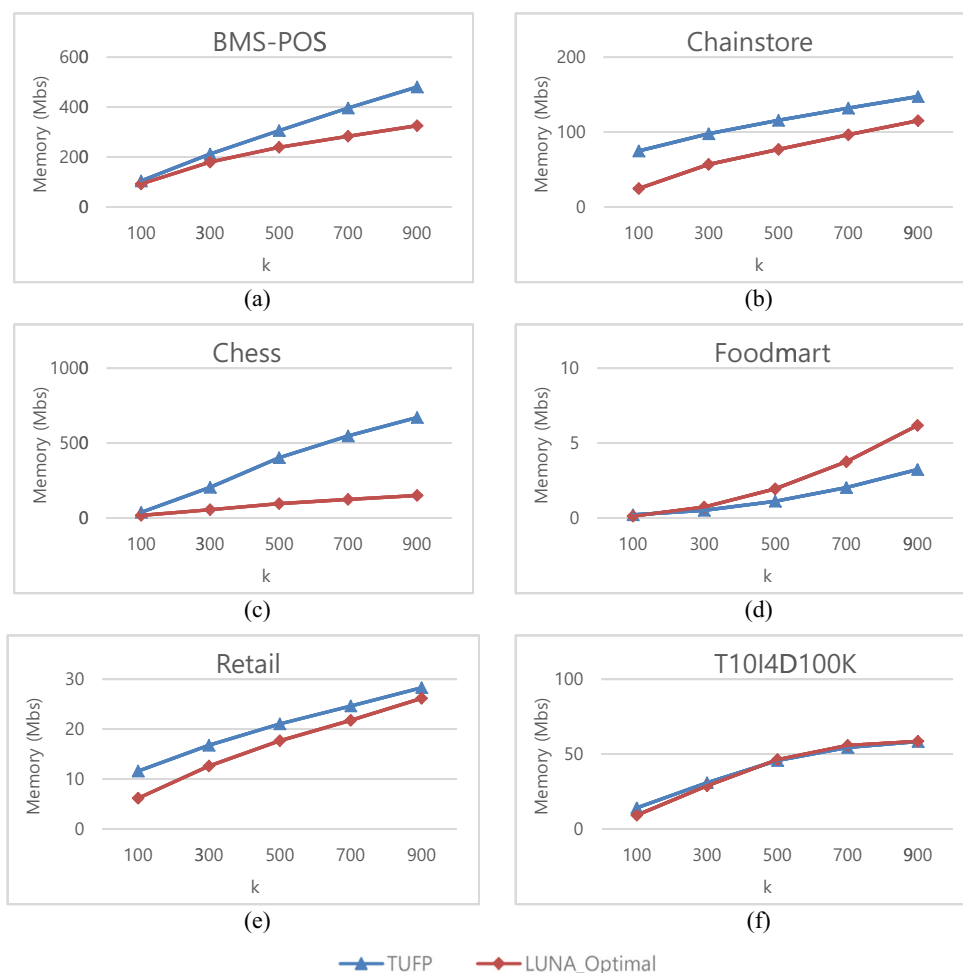 BMS-POS
600
400
200
0
Memory (Mbs)
100 300 500 700 900
k
(a)
Chainstore
200
100
0
Memory (Mbs)
100 300 500 700 900
k
(b)
Chess
1000
500
0
Memory (Mbs)
100 300 500 700 900
k
(c)
Foodmart
10
5
0
Memory (Mbs)
100 300 500 700 900
k
(d)
Retail
30
20
10
0
Memory (Mbs)
100 300 500 700 900
k
(e)
T10I4D100K
100
50
0
Memory (Mbs)
100 300 500 700 900
k
(f)
TUFP LUNA_Optimal